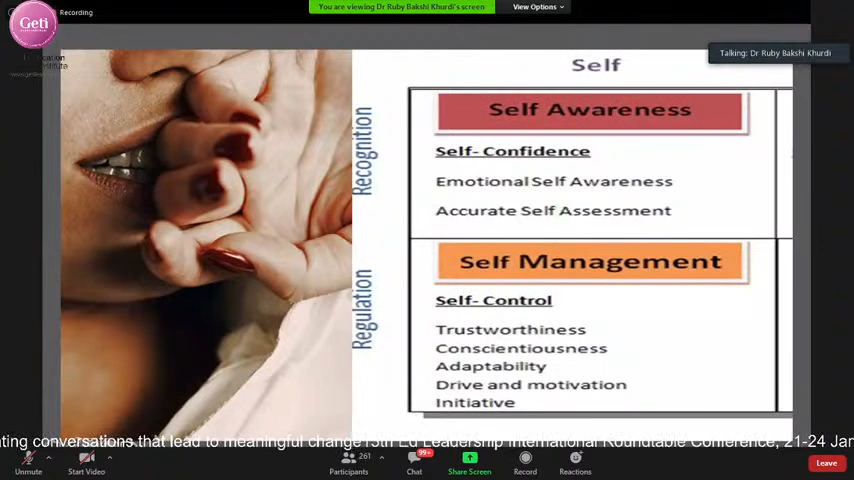 Recording
You are viewing Dr Ruby Bakshi Khurdi's screen
View Options
Geti
Talking: Dr Ruby Bakshi Khurdi
Self
Recognition
Self Awareness
Self- Confidence
Emotional Self Awareness
Accurate Self Assessment
Regulation
Self Management
Self- Control
Trustworthiness
Conscientiousness
Adaptability
Drive and motivation
Initiative
ating conversations that lead to meaningful change
Ed Leadership International Roundtable Conference, 21-24 Jan
Unmute
Start Video
261
Participants
99+
Chat
Share Screen
Record
Reactions
Leave